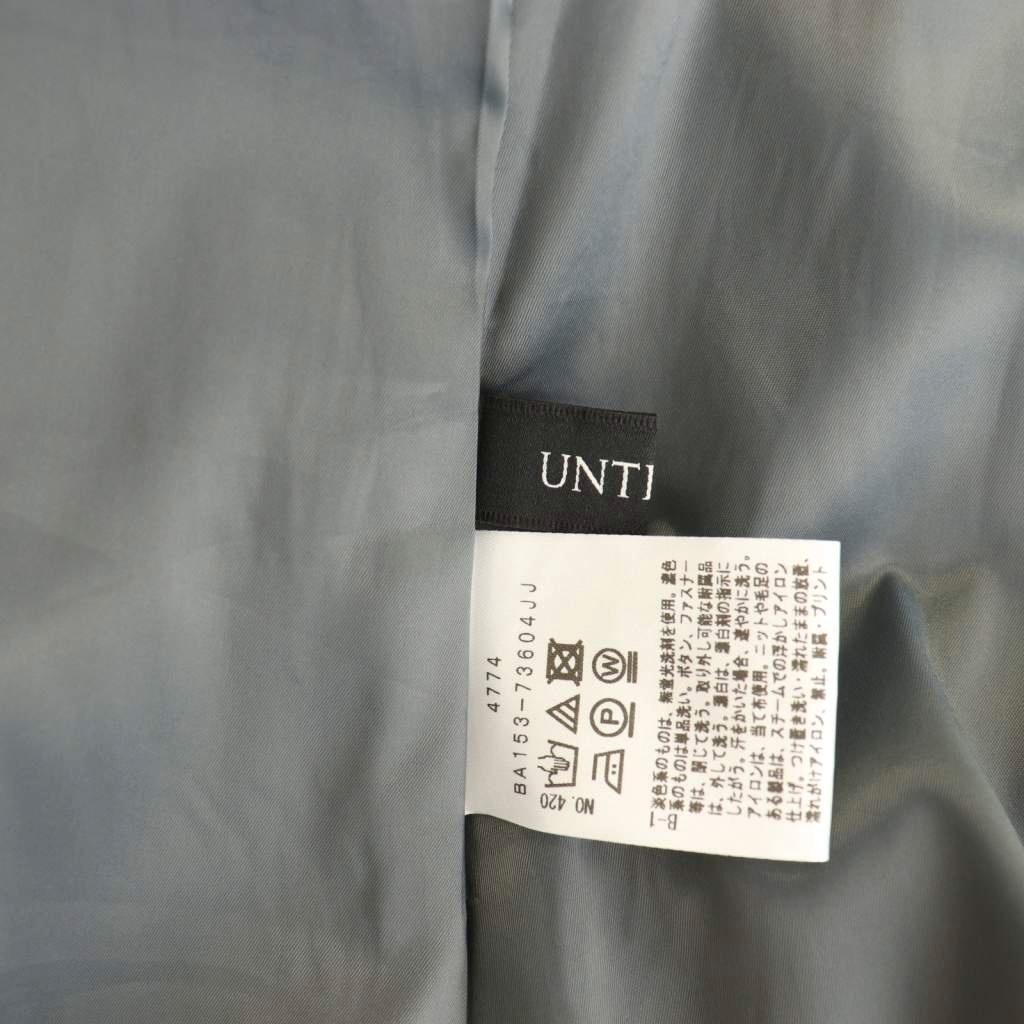 UNTI
4774
BA153-73604JJ
NO.420
淡色系のものは、無蛍光洗剤を使用。濃色
系のものは単品洗い。ボタン、ファスナー
等は、閉じて洗う。取り外し可能な附属品
は、外して洗う。漂白は、漂白剤の指示に
したがう。汗をかいた場合、速やかに洗う。
アイロンは、当て布使用。ニットや毛足の
ある製品は、スチームでの浮かしアイロン
仕上げ。つけ置き洗い・濡れたままの放置、
濡れがけアイロン、禁止。附属・プリント